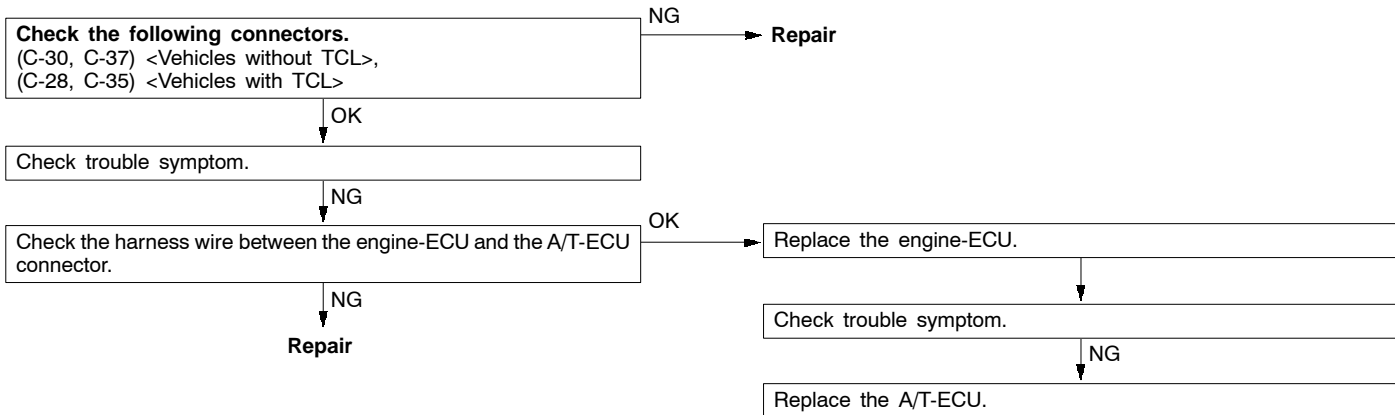 Check the following connectors.
(C-30, C-37) <Vehicles without TCL>,
(C-28, C-35) <Vehicles with TCL>
NG
Repair
OK
Check trouble symptom.
NG
Check the harness wire between the engine-ECU and the A/T-ECU
connector.
OK
Replace the engine-ECU.
NG
Repair
Check trouble symptom.
NG
Replace the A/T-ECU.